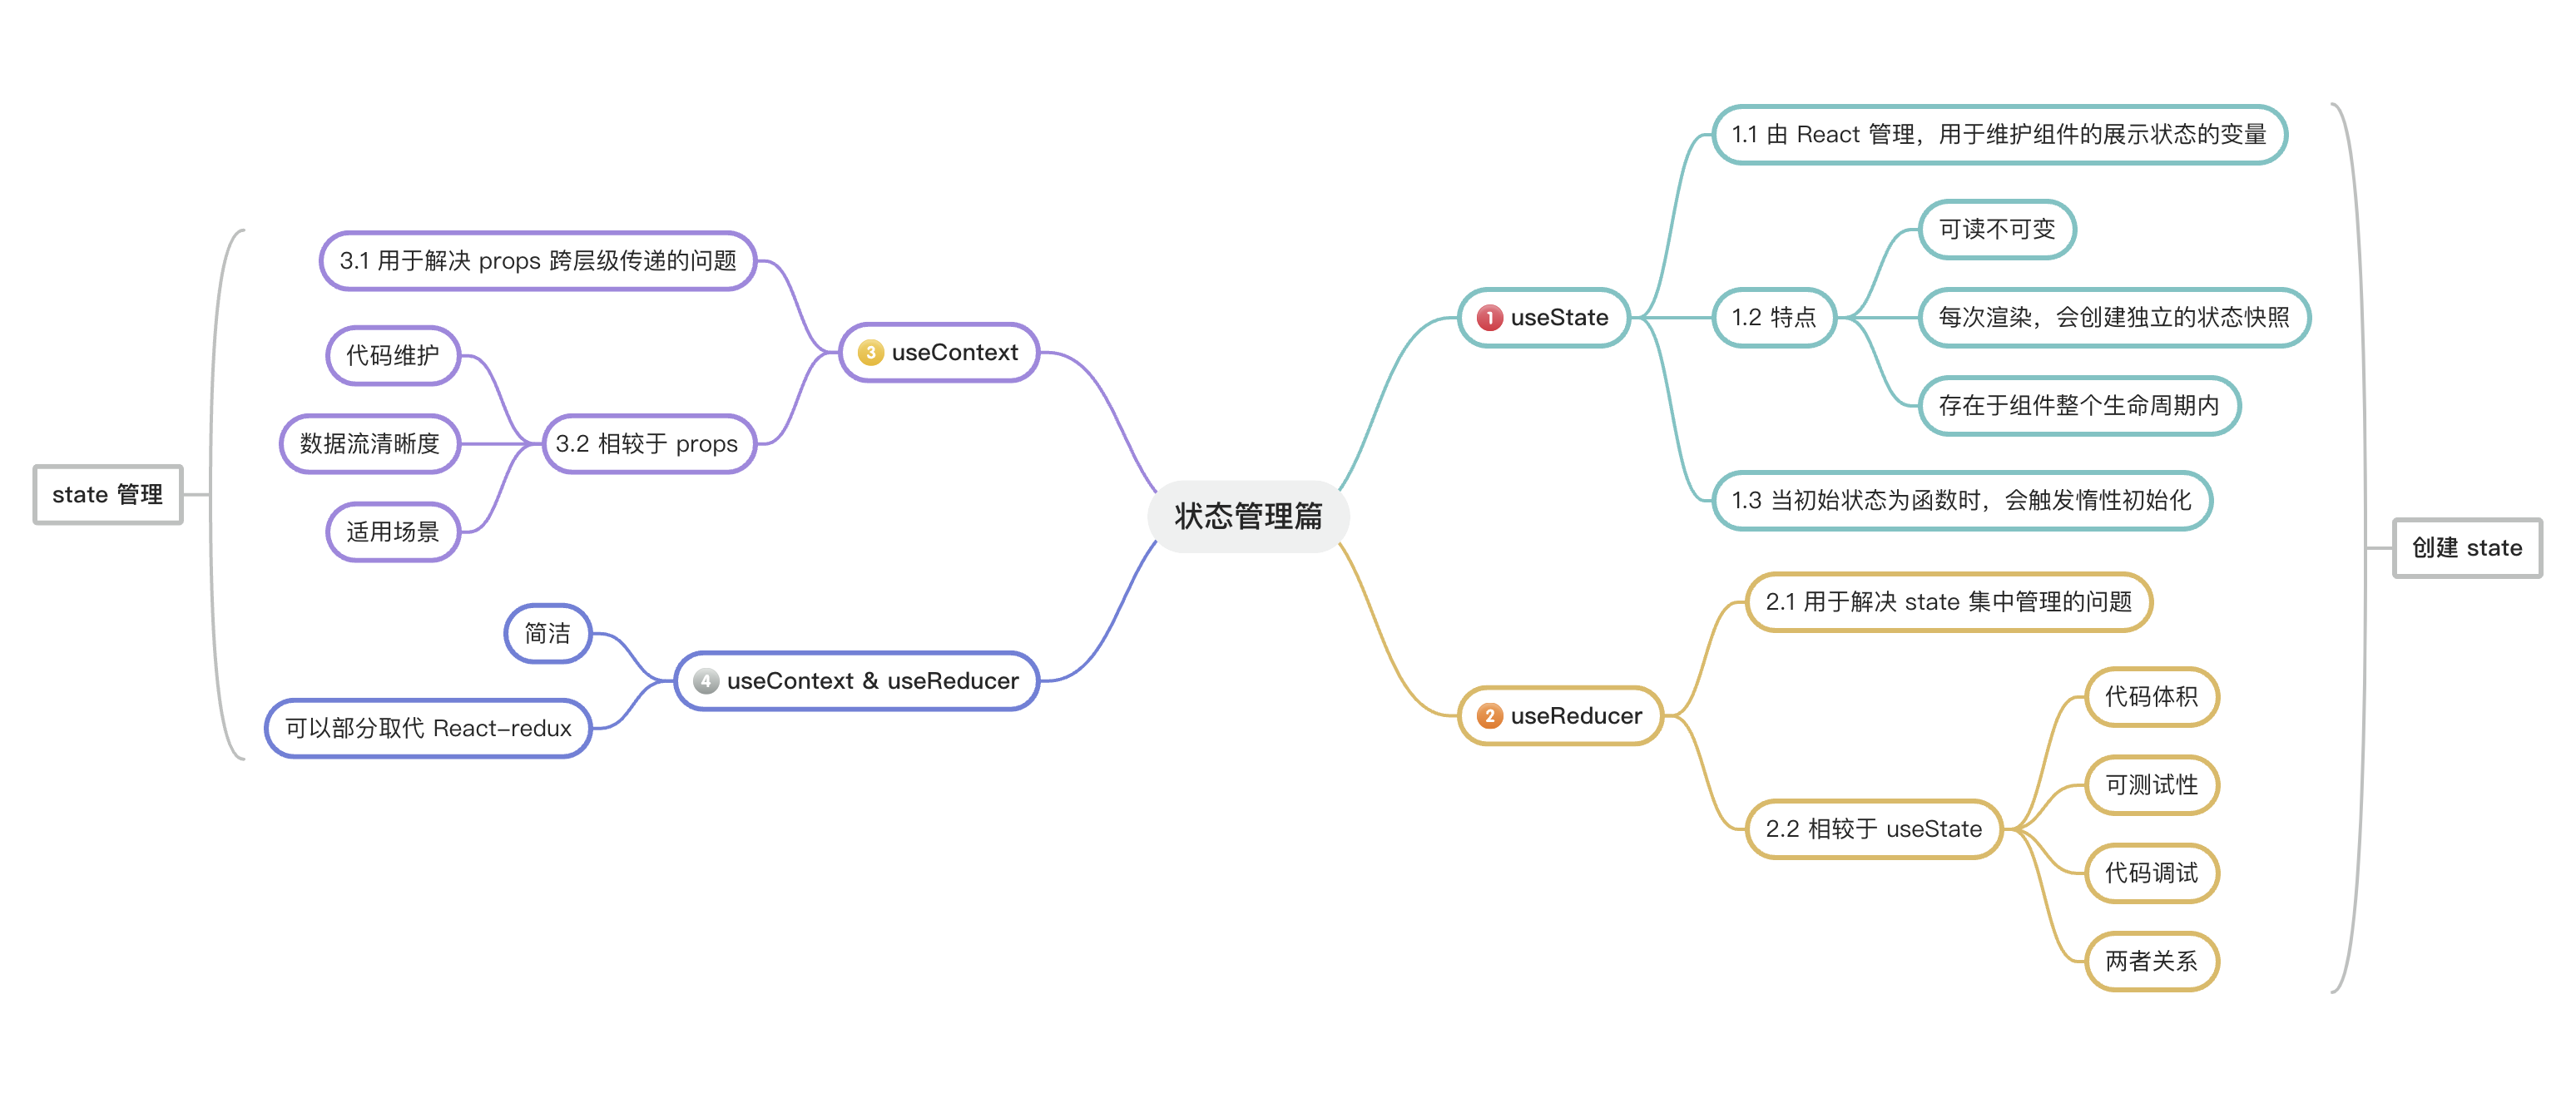 状态管理篇
1 useState
1.1 由 React 管理，用于维护组件的展示状态的变量
1.2 特点
可读不可变
每次渲染，会创建独立的状态快照
存在于组件整个生命周期内
1.3 当初始状态为函数时，会触发惰性初始化
2 useReducer
2.1 用于解决 state 集中管理的问题
2.2 相较于 useState
代码体积
可测试性
代码调试
两者关系
创建 state
3 useContext
3.1 用于解决 props 跨层级传递的问题
3.2 相较于 props
代码维护
数据流清晰度
适用场景
4 useContext & useReducer
简洁
可以部分取代 React-redux
state 管理